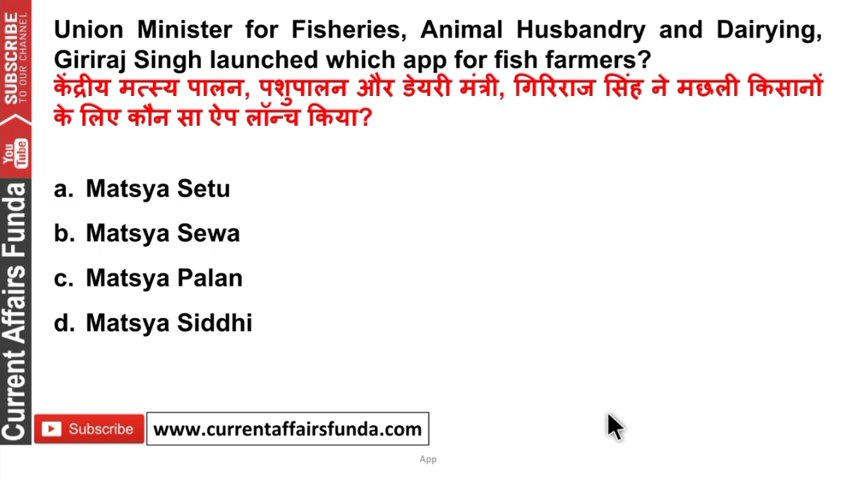 Union Minister for Fisheries, Animal Husbandry and Dairying,
Giriraj Singh launched which app for fish farmers?
केंद्रीय मत्स्य पालन, पशुपालन और डेयरी मंत्री, गिरिराज सिंह ने मछली किसानों
के लिए कौन सा ऐप लॉन्च किया?
a. Matsya Setu
b. Matsya Sewa
c. Matsya Palan
d. Matsya Siddhi
SUBSCRIBE
TO OUR CHANNEL
You
Tube
Current Affairs Funda
Subscribe
www.currentaffairsfunda.com
App